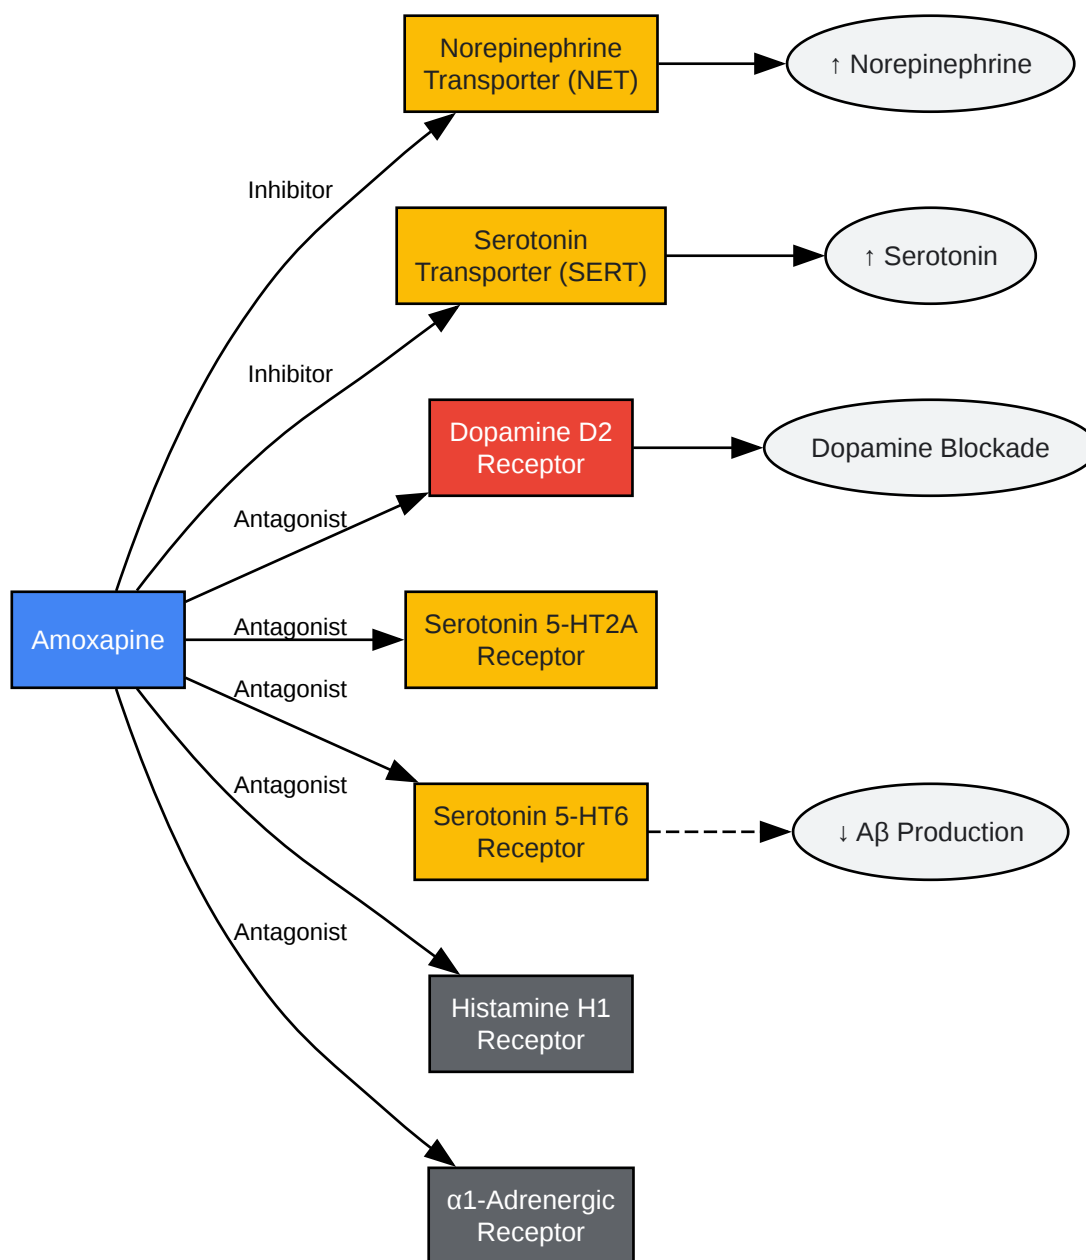 Norepinephrine
Transporter (NET)
↑ Norepinephrine
Inhibitor
Serotonin
Transporter (SERT)
↑ Serotonin
Inhibitor
Dopamine D2
Receptor
Dopamine Blockade
Antagonist
Amoxapine
Antagonist
Serotonin 5-HT2A
Receptor
Antagonist
Serotonin 5-HT6
Receptor
↓ Aβ Production
Antagonist
Histamine H1
Receptor
Antagonist
α1-Adrenergic
Receptor